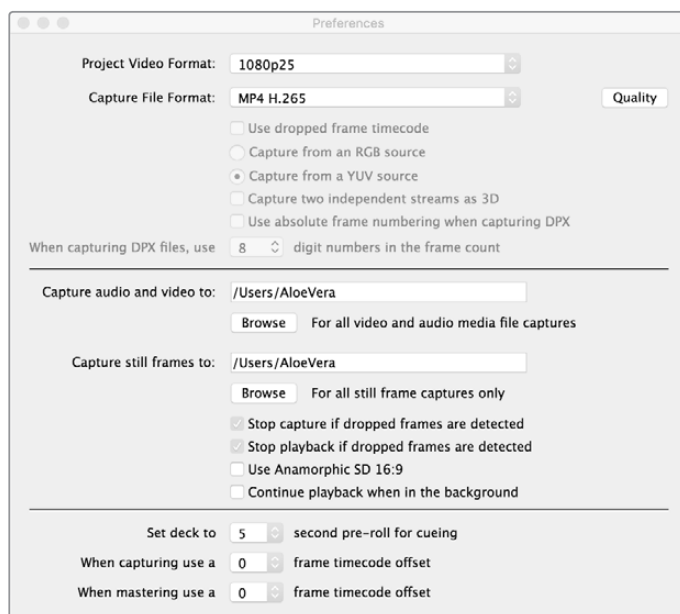 Preferences
Project Video Format: 1080p25
Capture File Format: MP4 H.265 Quality
Use dropped frame timecode
Capture from an RGB source
Capture from a YUV source
Capture two independent streams as 3D
Use absolute frame numbering when capturing DPX
When capturing DPX files, use 8 digit numbers in the frame count
Capture audio and video to: /Users/AloeVera
Browse For all video and audio media file captures
Capture still frames to: /Users/AloeVera
Browse For all still frame captures only
Stop capture if dropped frames are detected
Stop playback if dropped frames are detected
Use Anamorphic SD 16:9
Continue playback when in the background
Set deck to 5 second pre-roll for cueing
When capturing use a 0 frame timecode offset
When mastering use a 0 frame timecode offset